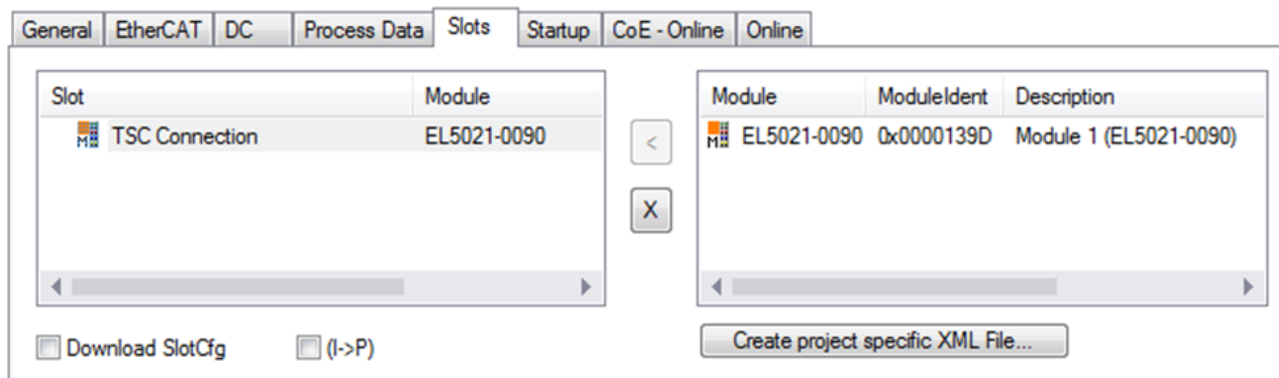 General EtherCAT DC Process Data Slots Startup CoE - Online Online
Slot Module
TSC Connection EL5021-0090
<
X
Module ModuleIdent Description
EL5021-0090 0x0000139D Module 1 (EL5021-0090)
Download SlotCfg (I->P)
Create project specific XML File...